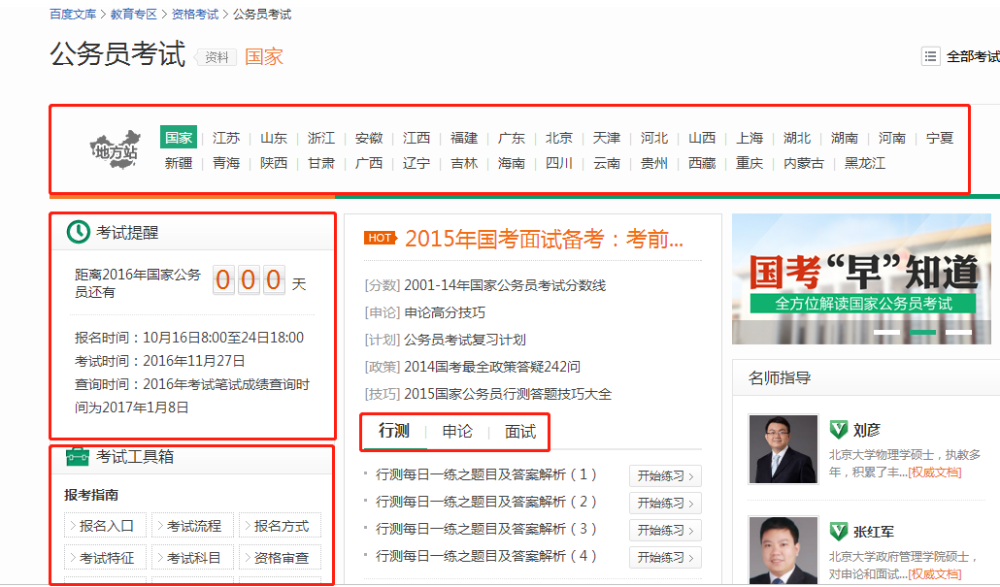 百度文库 > 教育专区 > 资格考试 > 公务员考试
公务员考试 资料 国家
全部考试
地方站
国家 江苏 山东 浙江 安徽 江西 福建 广东 北京 天津 河北 山西 上海 湖北 湖南 河南 宁夏
新疆 青海 陕西 甘肃 广西 辽宁 吉林 海南 四川 云南 贵州 西藏 重庆 内蒙古 黑龙江
考试提醒
距离2016年国家公务
员还有
0 0 0 天
报名时间：10月16日8:00至24日18:00
考试时间：2016年11月27日
查询时间：2016年考试笔试成绩查询时
间为2017年1月8日
考试工具箱
报考指南
报名入口 考试流程 报名方式
考试特征 考试科目 资格审查
HOT 2015年国考面试备考：考前...
[分数] 2001-14年国家公务员考试分数线
[申论] 申论高分技巧
[计划] 公务员考试复习计划
[政策] 2014国考最全政策答疑242问
[技巧] 2015国家公务员行测答题技巧大全
行测 申论 面试
行测每日一练之题目及答案解析（1） 开始练习 >
行测每日一练之题目及答案解析（2） 开始练习 >
行测每日一练之题目及答案解析（3） 开始练习 >
行测每日一练之题目及答案解析（4） 开始练习 >
国考“早”知道
全方位解读国家公务员考试
名师指导
刘彦
北京大学物理学硕士，执教多
年，积累了丰...[权威文档]
张红军
北京大学政府管理学院硕士，
对申论和面试...[权威文档]